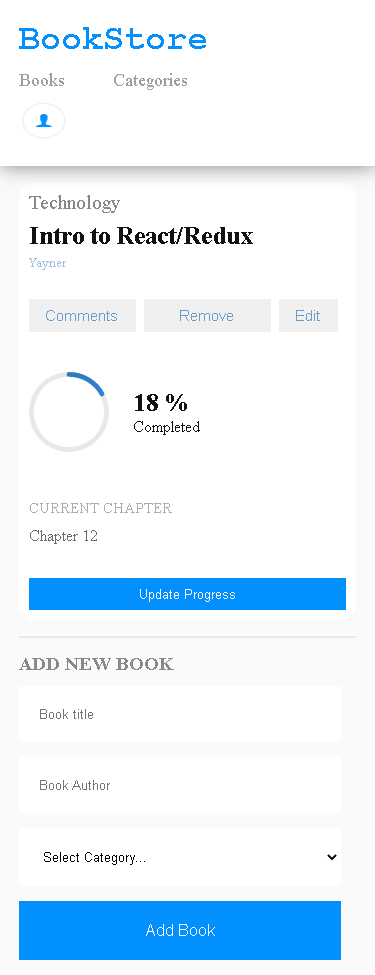 BookStore
Books Categories
Technology
Intro to React/Redux
Yayner
Comments Remove Edit
18 %
Completed
CURRENT CHAPTER
Chapter 12
Update Progress
ADD NEW BOOK
Book title
Book Author
Select Category...
Add Book